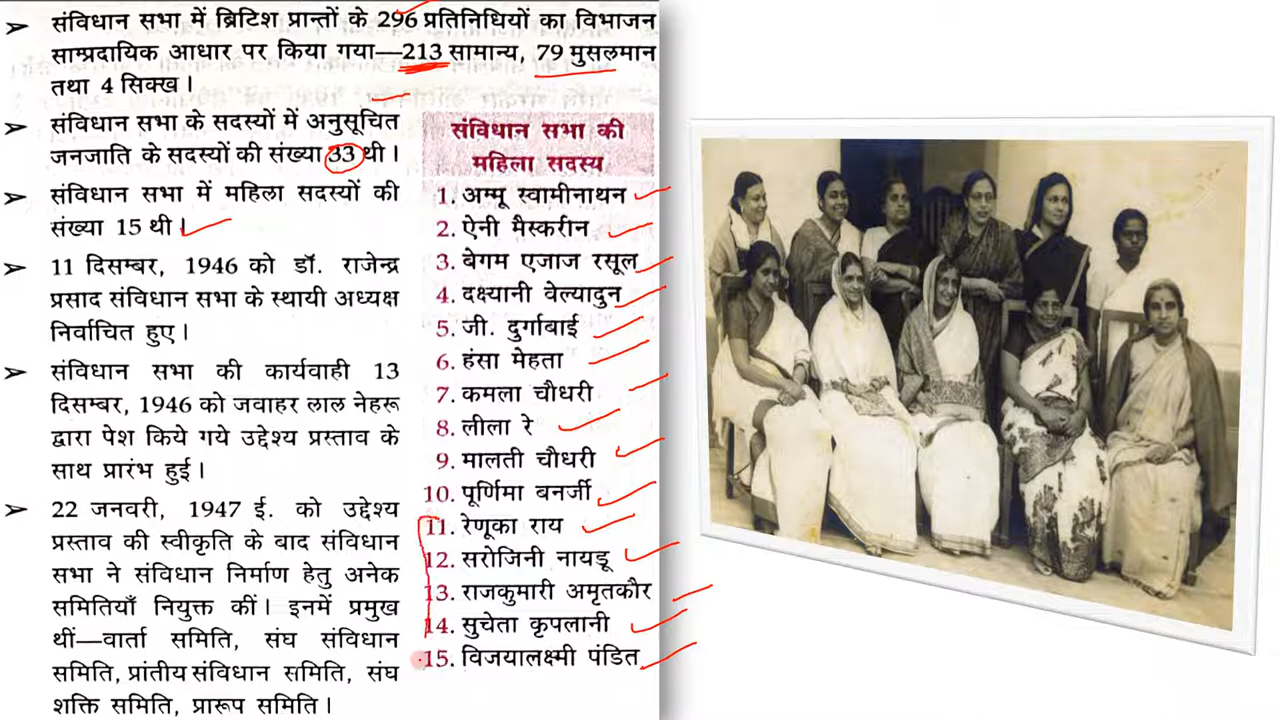 ➢ संविधान सभा में ब्रिटिश प्रान्तों के 296 प्रतिनिधियों का विभाजन
साम्प्रदायिक आधार पर किया गया—213 सामान्य, 79 मुसलमान
तथा 4 सिक्ख।
➢ संविधान सभा के सदस्यों में अनुसूचित
जनजाति के सदस्यों की संख्या 33 थी।
➢ संविधान सभा में महिला सदस्यों की
संख्या 15 थी।
➢ 11 दिसम्बर, 1946 को डॉ. राजेन्द्र
प्रसाद संविधान सभा के स्थायी अध्यक्ष
निर्वाचित हुए।
➢ संविधान सभा की कार्यवाही 13
दिसम्बर, 1946 को जवाहर लाल नेहरू
द्वारा पेश किये गये उद्देश्य प्रस्ताव के
साथ प्रारंभ हुई।
➢ 22 जनवरी, 1947 ई. को उद्देश्य
प्रस्ताव की स्वीकृति के बाद संविधान
सभा ने संविधान निर्माण हेतु अनेक
समितियाँ नियुक्त कीं। इनमें प्रमुख
थीं—वार्ता समिति, संघ संविधान
समिति, प्रांतीय संविधान समिति, संघ
शक्ति समिति, प्रारूप समिति।
संविधान सभा की
महिला सदस्य
1. अम्मू स्वामीनाथन
2. ऐनी मैस्करीन
3. बेगम एजाज रसूल
4. दक्ष्यानी वेल्यादुन
5. जी. दुर्गाबाई
6. हंसा मेहता
7. कमला चौधरी
8. लीला रे
9. मालती चौधरी
10. पूर्णिमा बनर्जी
11. रेणूका राय
12. सरोजिनी नायडू
13. राजकुमारी अमृतकौर
14. सुचेता कृपलानी
15. विजयालक्ष्मी पंडित